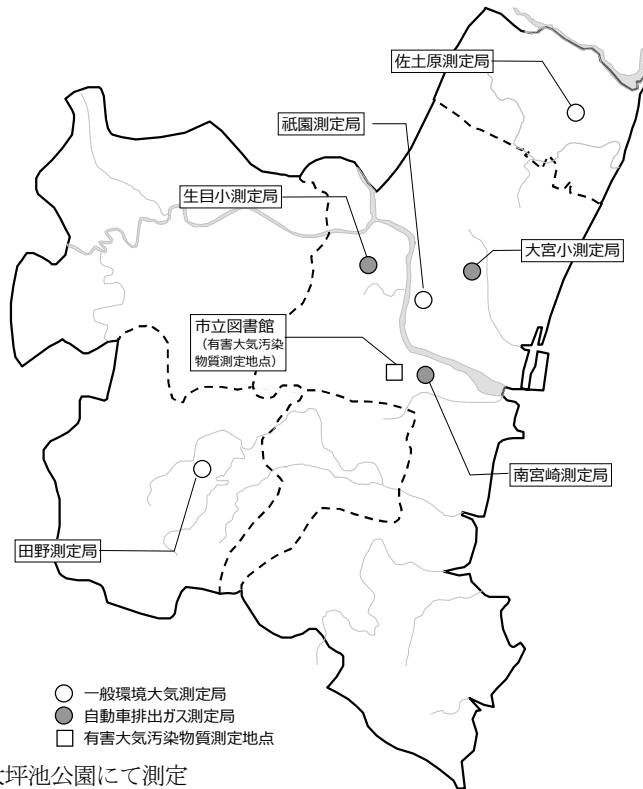 佐土原測定局
祇園測定局
生目小測定局
大宮小測定局
市立図書館
（有害大気汚染
物質測定地点）
南宮崎測定局
田野測定局
一般環境大気測定局
自動車排出ガス測定局
有害大気汚染物質測定地点
坪池公園にて測定